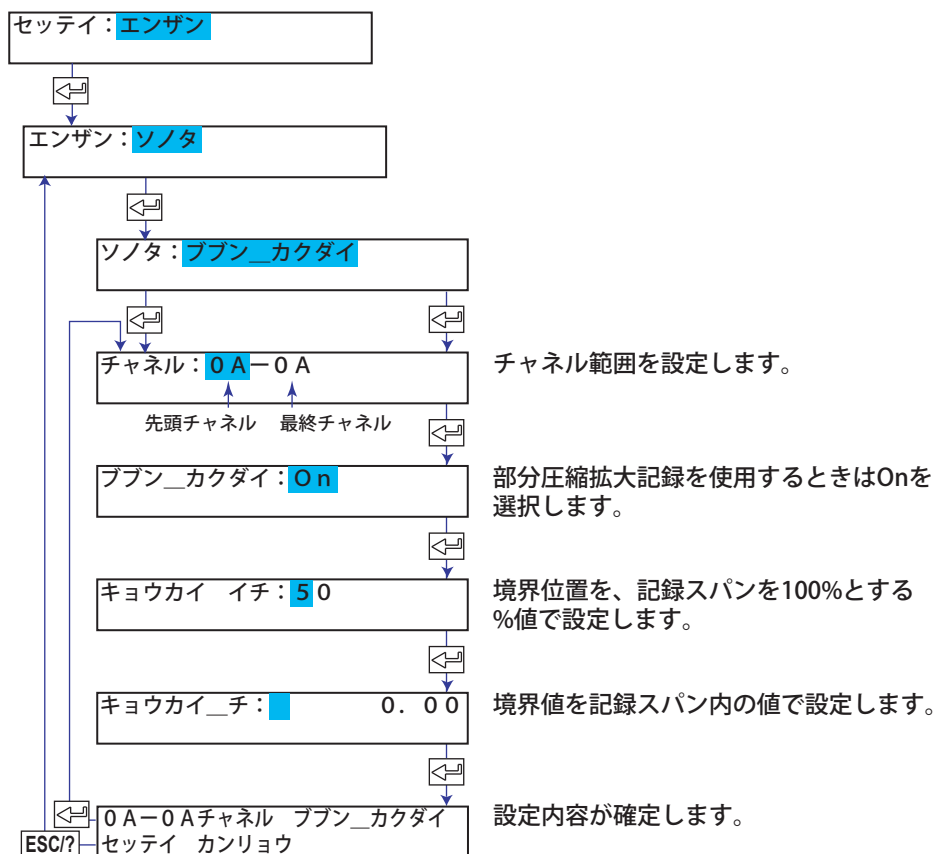 セッテイ：エンザン
エンザン：ソノタ
ソノタ：ブブン＿カクダイ
チャネル：０Ａ－０Ａ
チャネル範囲を設定します。
先頭チャネル　最終チャネル
ブブン＿カクダイ：Ｏｎ
部分圧縮拡大記録を使用するときはOnを
選択します。
キョウカイ　イチ：５０
境界位置を、記録スパンを100%とする
%値で設定します。
キョウカイ＿チ：　０．００
境界値を記録スパン内の値で設定します。
０Ａ－０Ａチャネル　ブブン＿カクダイ
セッテイ　カンリョウ
設定内容が確定します。
ESC/?